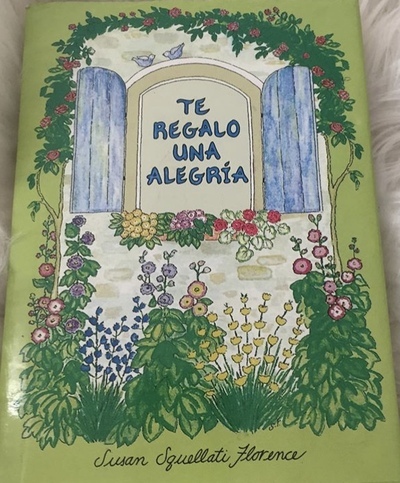 TE
REGALO
UNA
ALEGRÍA
Susan Squellati Florence